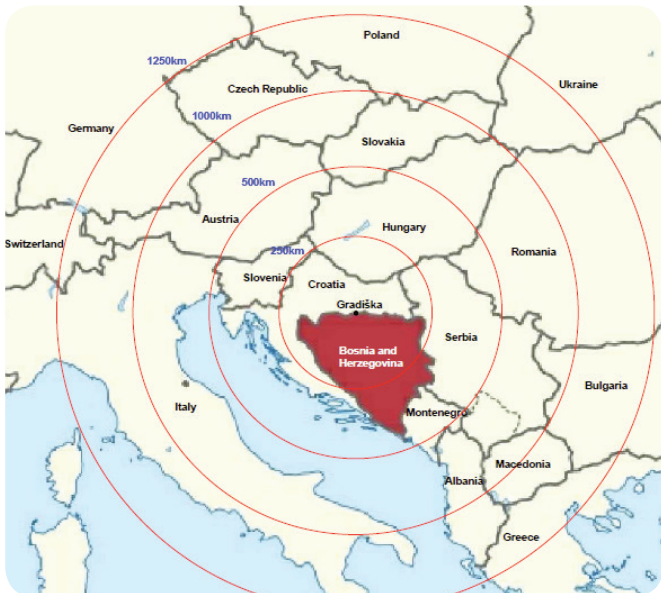 Poland
1250km
Ukraine
Czech Republic
1000km
Germany
Slovakia
500km
Austria
Hungary
Switzerland
250km
Romania
Slovenia
Croatia
Gradiška
Serbia
Bosnia and
Herzegovina
Bulgaria
Italy
Montenegro
Macedonia
Albania
Greece